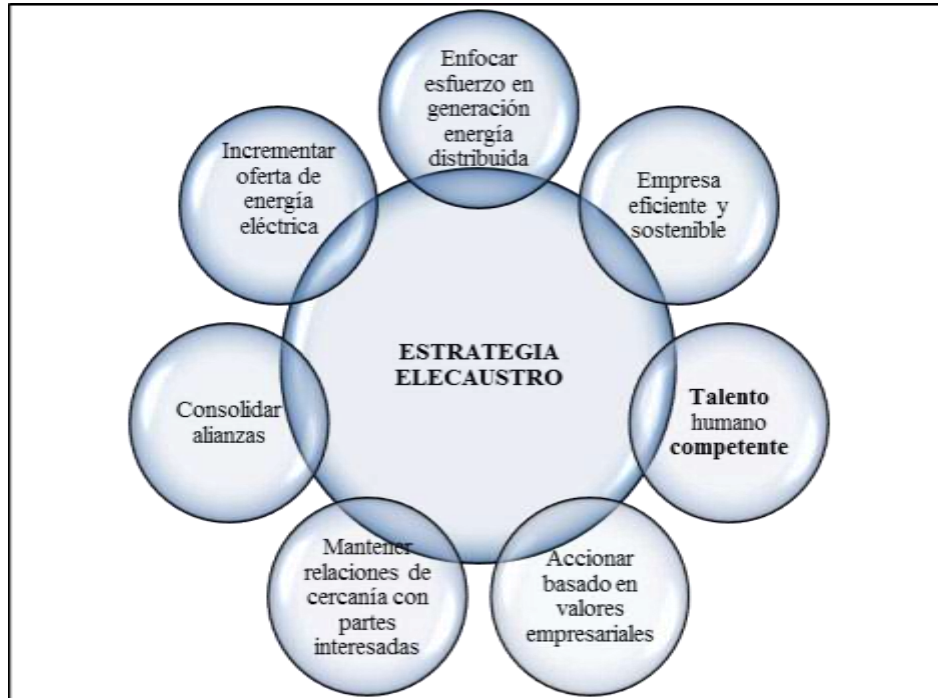 Enfocar
esfuerzo en
generación
energía
distribuida
Empresa
eficiente y
sostenible
Talento
humano
competente
Accionar
basado en
valores
empresariales
Mantener
relaciones de
cercanía con
partes
interesadas
Consolidar
alianzas
Incrementar
oferta de
energía
eléctrica
ESTRATEGIA
ELECAUSTRO